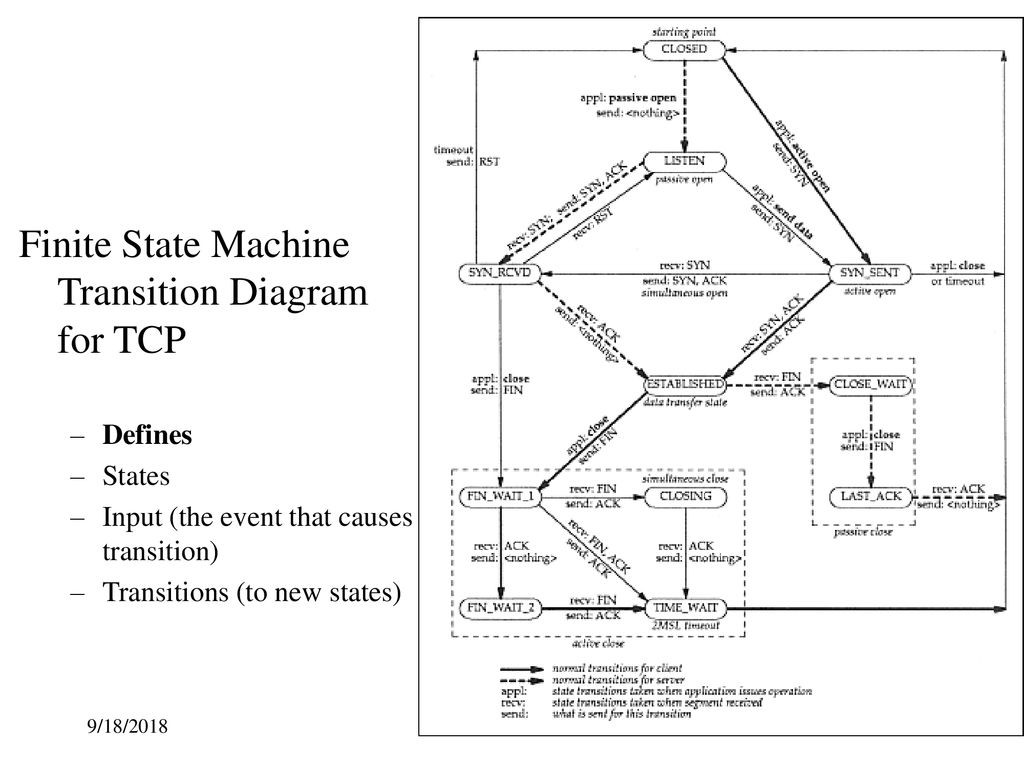 Finite State Machine
Transition Diagram
for TCP
– Defines
– States
– Input (the event that causes
transition)
– Transitions (to new states)
9/18/2018
starting point
CLOSED
appl: passive open
send: <nothing>
appl: active open
send: SYN
timeout
send: RST
LISTEN
passive open
recv: SYN; send: SYN, ACK
recv: RST
appl: send data
send: SYN
SYN_RCVD
recv: SYN
send: SYN, ACK
simultaneous open
SYN_SENT
active open
appl: close
or timeout
recv: ACK
send: <nothing>
recv: SYN, ACK
send: ACK
appl: close
send: FIN
ESTABLISHED
data transfer state
recv: FIN
send: ACK
CLOSE_WAIT
appl: close
send: FIN
appl: close
send: FIN
simultaneous close
FIN_WAIT_1
recv: FIN
send: ACK
CLOSING
LAST_ACK
recv: ACK
send: <nothing>
passive close
recv: ACK
send: <nothing>
recv: FIN, ACK
send: ACK
recv: ACK
send: <nothing>
FIN_WAIT_2
recv: FIN
send: ACK
TIME_WAIT
2MSL timeout
active close
normal transitions for client
normal transitions for server
appl: state transitions taken when application issues operation
recv: state transitions taken when segment received
send: what is sent for this transition